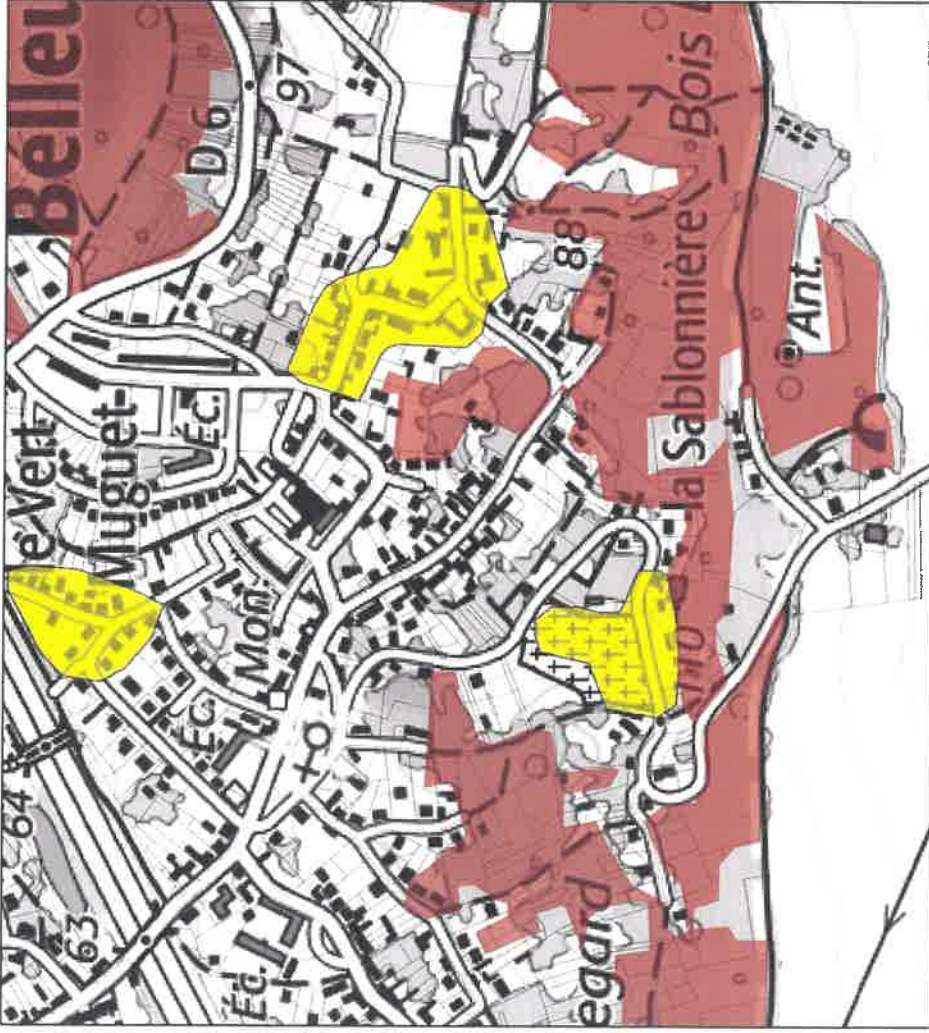 Belleu
D 6
97
e-Vert
Muguet
Éc.
88
la Sablonnière
Bois
Ant.
Mon.
Éc.
64
63
Éc.
egard